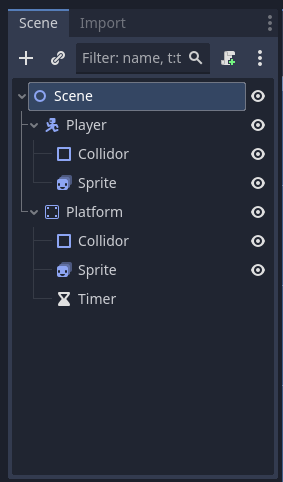 Scene Import
Filter: name, t:t
Scene
Player
Collidor
Sprite
Platform
Collidor
Sprite
Timer